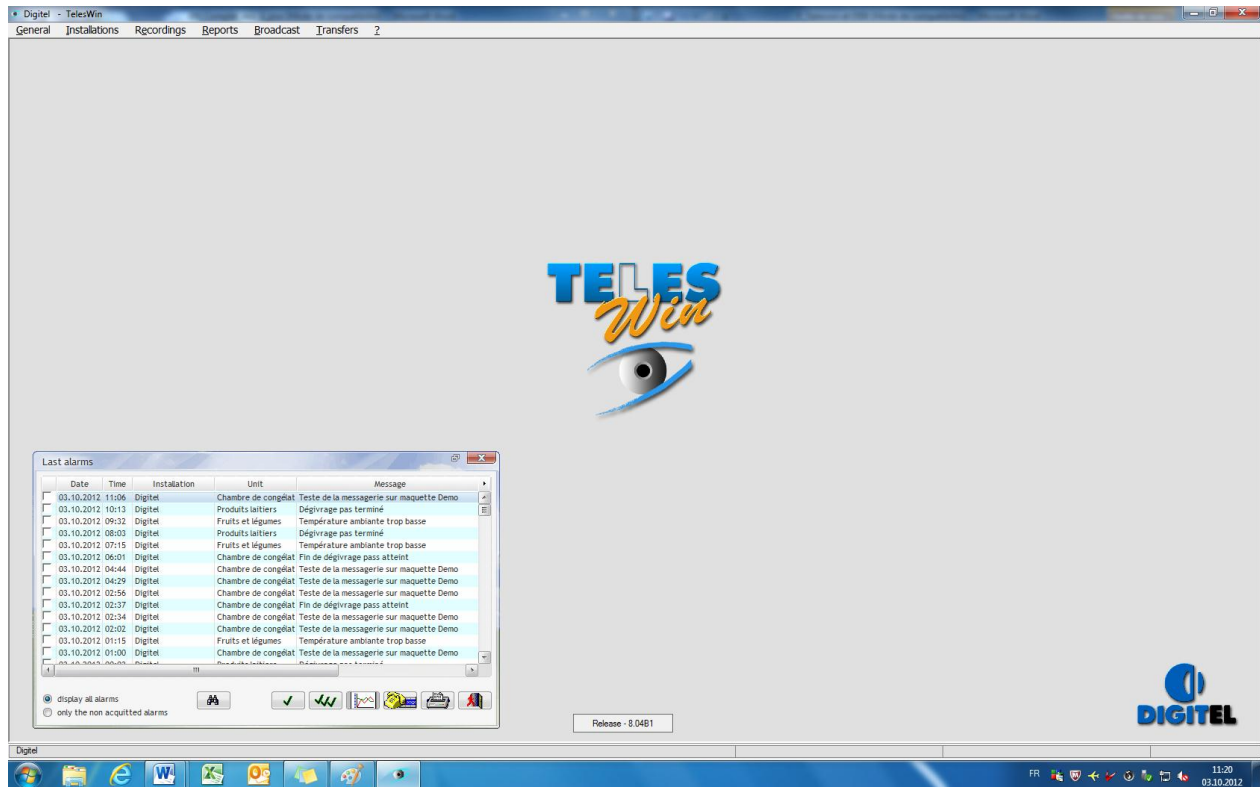 Digitel - TelesWin
General Installations Recordings Reports Broadcast Transfers ?
TELES
Win
Last alarms
Date Time Installation Unit Message
03.10.2012 11:06 Digitel Chambre de congélat Teste de la messagerie sur maquette Demo
03.10.2012 10:13 Digitel Produits laitiers Dégivrage pas terminé
03.10.2012 09:32 Digitel Fruits et légumes Température ambiante trop basse
03.10.2012 08:03 Digitel Produits laitiers Dégivrage pas terminé
03.10.2012 07:15 Digitel Fruits et légumes Température ambiante trop basse
03.10.2012 06:01 Digitel Chambre de congélat Fin de dégivrage pass atteint
03.10.2012 04:44 Digitel Chambre de congélat Teste de la messagerie sur maquette Demo
03.10.2012 04:29 Digitel Chambre de congélat Teste de la messagerie sur maquette Demo
03.10.2012 02:56 Digitel Chambre de congélat Teste de la messagerie sur maquette Demo
03.10.2012 02:37 Digitel Chambre de congélat Fin de dégivrage pass atteint
03.10.2012 02:34 Digitel Chambre de congélat Teste de la messagerie sur maquette Demo
03.10.2012 02:02 Digitel Chambre de congélat Teste de la messagerie sur maquette Demo
03.10.2012 01:15 Digitel Fruits et légumes Température ambiante trop basse
03.10.2012 01:00 Digitel Chambre de congélat Teste de la messagerie sur maquette Demo
display all alarms
only the non acquitted alarms
Release - 8.04B1
DIGITEL
Digitel
FR 11:20
03.10.2012